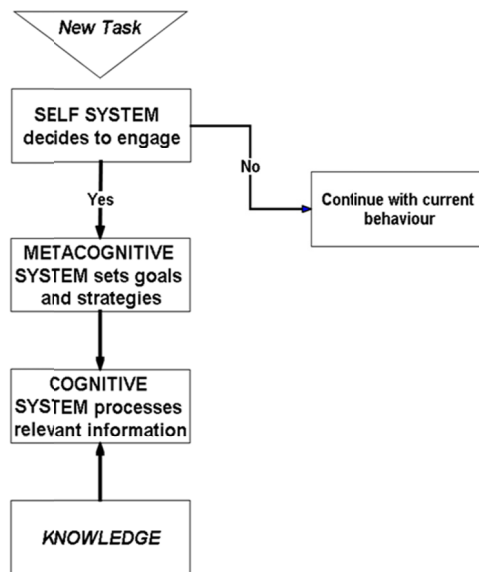 New Task
SELF SYSTEM
decides to engage
No
Yes
Continue with current
behaviour
METACOGNITIVE
SYSTEM sets goals
and strategies
COGNITIVE
SYSTEM processes
relevant information
KNOWLEDGE